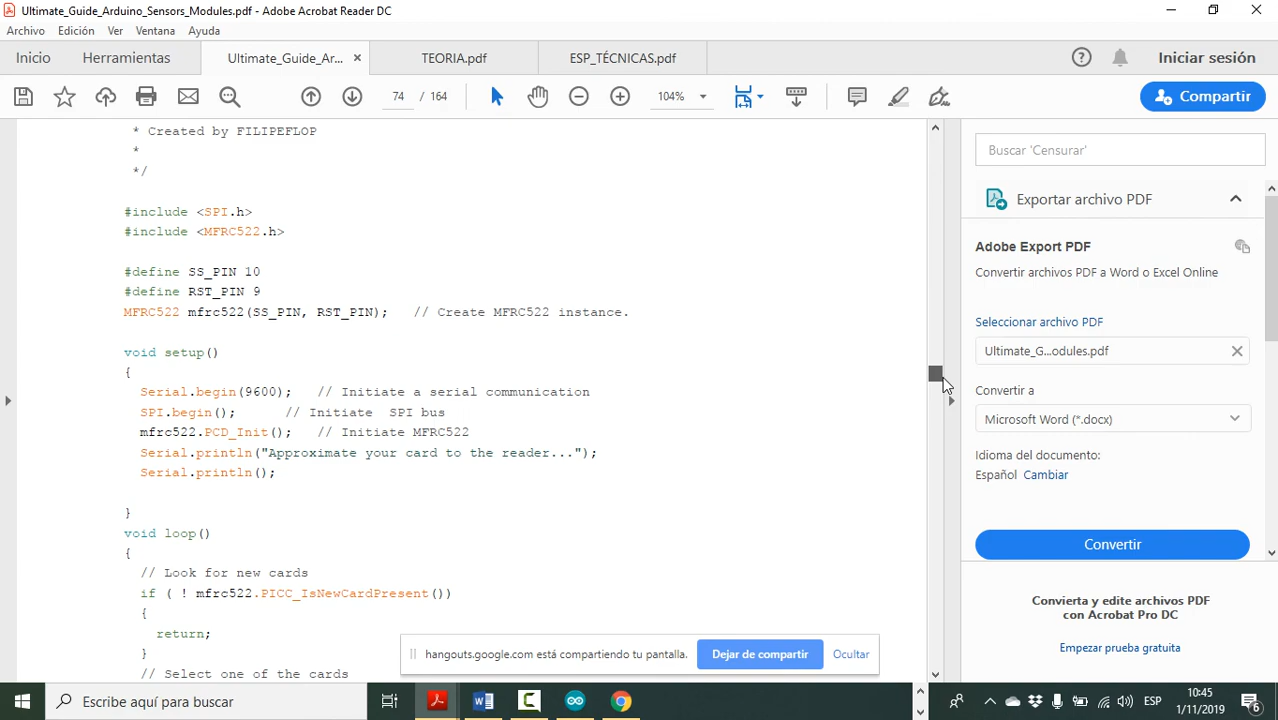 Ultimate_Guide_Arduino_Sensors_Modules.pdf - Adobe Acrobat Reader DC
Archivo Edición Ver Ventana Ayuda
Inicio Herramientas Ultimate_Guide_Ar... × TEORIA.pdf ESP_TÉCNICAS.pdf Iniciar sesión
74 / 164 104% Compartir
* Created by FILIPEFLOP
*
*/
#include <SPI.h>
#include <MFRC522.h>
#define SS_PIN 10
#define RST_PIN 9
MFRC522 mfrc522(SS_PIN, RST_PIN); // Create MFRC522 instance.
void setup()
{
Serial.begin(9600); // Initiate a serial communication
SPI.begin(); // Initiate SPI bus
mfrc522.PCD_Init(); // Initiate MFRC522
Serial.println("Approximate your card to the reader...");
Serial.println();
}
void loop()
{
// Look for new cards
if ( ! mfrc522.PICC_IsNewCardPresent())
{
return;
}
// Select one of the cards
Buscar 'Censurar'
Exportar archivo PDF
Adobe Export PDF
Convertir archivos PDF a Word o Excel Online
Seleccionar archivo PDF
Ultimate_G...odules.pdf
Convertir a
Microsoft Word (*.docx)
Idioma del documento:
Español Cambiar
Convertir
Convierta y edite archivos PDF
con Acrobat Pro DC
Empezar prueba gratuita
hangouts.google.com está compartiendo tu pantalla. Dejar de compartir Ocultar
Escribe aquí para buscar
ESP
10:45
1/11/2019
6